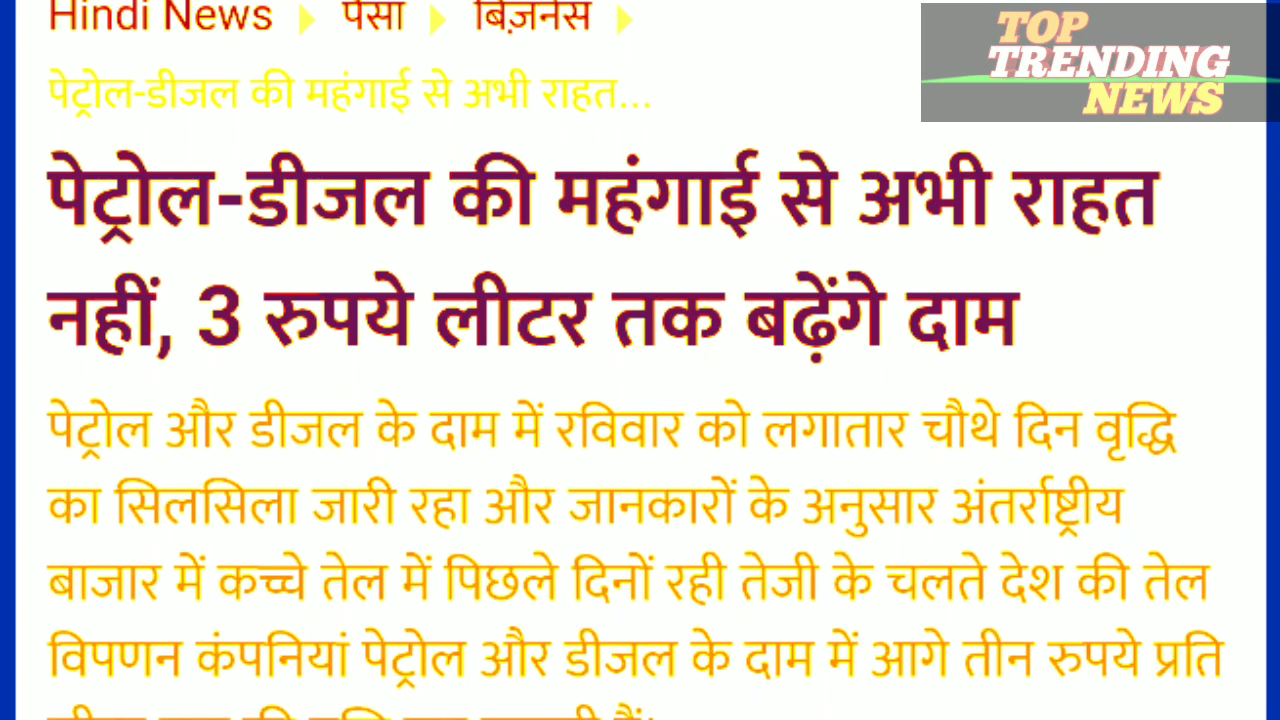 Hindi News पैसा बिज़नेस
TOP
TRENDING
NEWS
पेट्रोल-डीजल की महंगाई से अभी राहत...
पेट्रोल-डीजल की महंगाई से अभी राहत
नहीं, 3 रुपये लीटर तक बढ़ेंगे दाम
पेट्रोल और डीजल के दाम में रविवार को लगातार चौथे दिन वृद्धि
का सिलसिला जारी रहा और जानकारों के अनुसार अंतर्राष्ट्रीय
बाजार में कच्चे तेल में पिछले दिनों रही तेजी के चलते देश की तेल
विपणन कंपनियां पेट्रोल और डीजल के दाम में आगे तीन रुपये प्रति